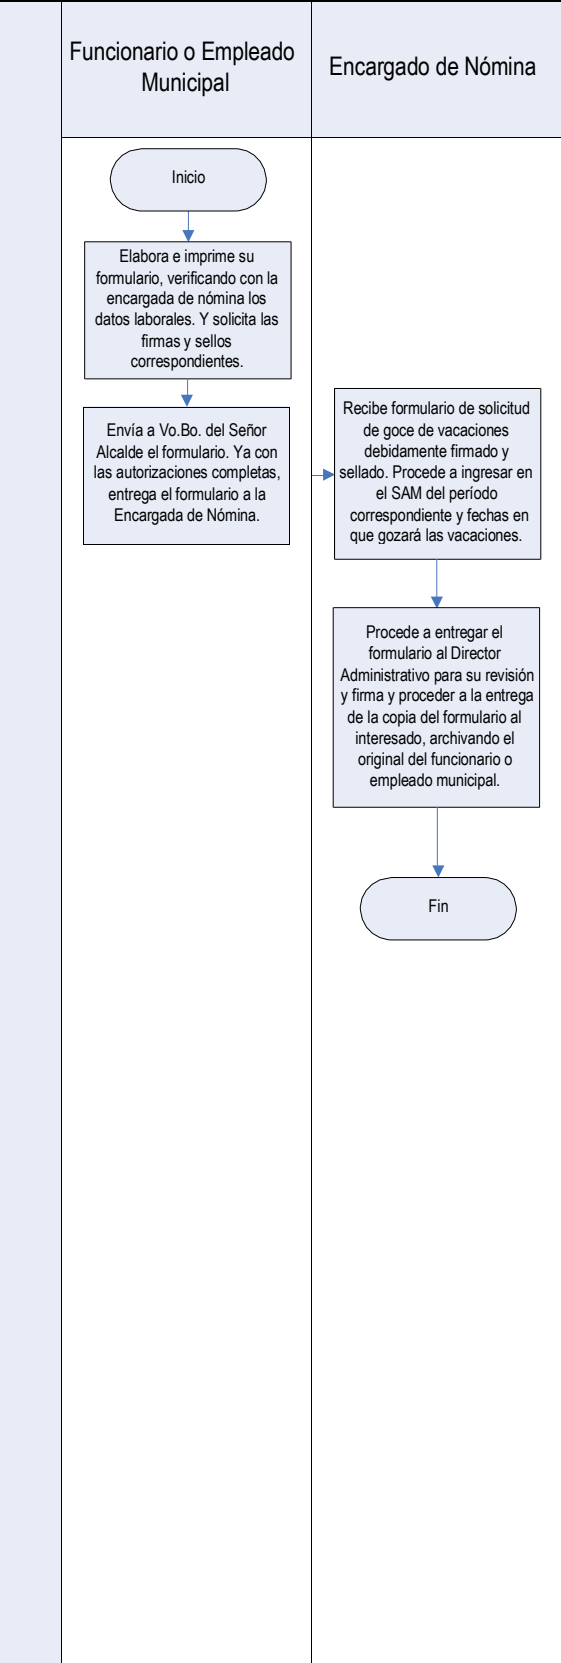 Funcionario o Empleado
Municipal
Encargado de Nómina
Inicio
Elabora e imprime su
formulario, verificando con la
encargada de nómina los
datos laborales. Y solicita las
firmas y sellos
correspondientes.
Envía a Vo.Bo. del Señor
Alcalde el formulario. Ya con
las autorizaciones completas,
entrega el formulario a la
Encargada de Nómina.
Recibe formulario de solicitud
de goce de vacaciones
debidamente firmado y
sellado. Procede a ingresar en
el SAM del período
correspondiente y fechas en
que gozará las vacaciones.
Procede a entregar el
formulario al Director
Administrativo para su revisión
y firma y proceder a la entrega
de la copia del formulario al
interesado, archivando el
original del funcionario o
empleado municipal.
Fin